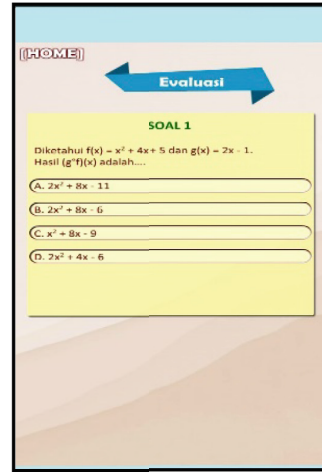 [HOME]
Evaluasi
SOAL 1
Diketahui f(x) = x² + 4x+ 5 dan g(x) = 2x - 1.
Hasil (g°f)(x) adalah....
A. 2x² + 8x - 11
B. 2x² + 8x - 6
C. x² + 8x - 9
D. 2x² + 4x - 6